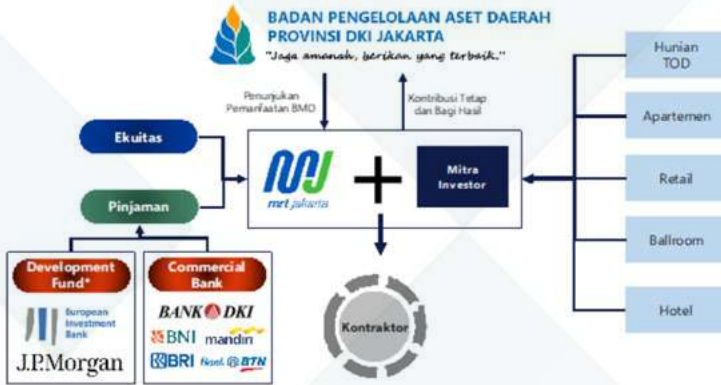 BADAN PENGELOLAAN ASET DAERAH
PROVINSI DKI JAKARTA
"Jaga amanah, berikan yang terbaik."
Penunjukan
Pemanfaatan BMD
Kontribusi Tetap
dan Bagi Hasil
Ekuitas
Pinjaman
mrt jakarta
+
Mitra
Investor
Development
Fund*
European
Investment
Bank
J.P.Morgan
Commercial
Bank
BANK DKI
BNI mandiri
BRI Bank BTN
Kontraktor
Hunian
TOD
Apartemen
Retail
Ballroom
Hotel